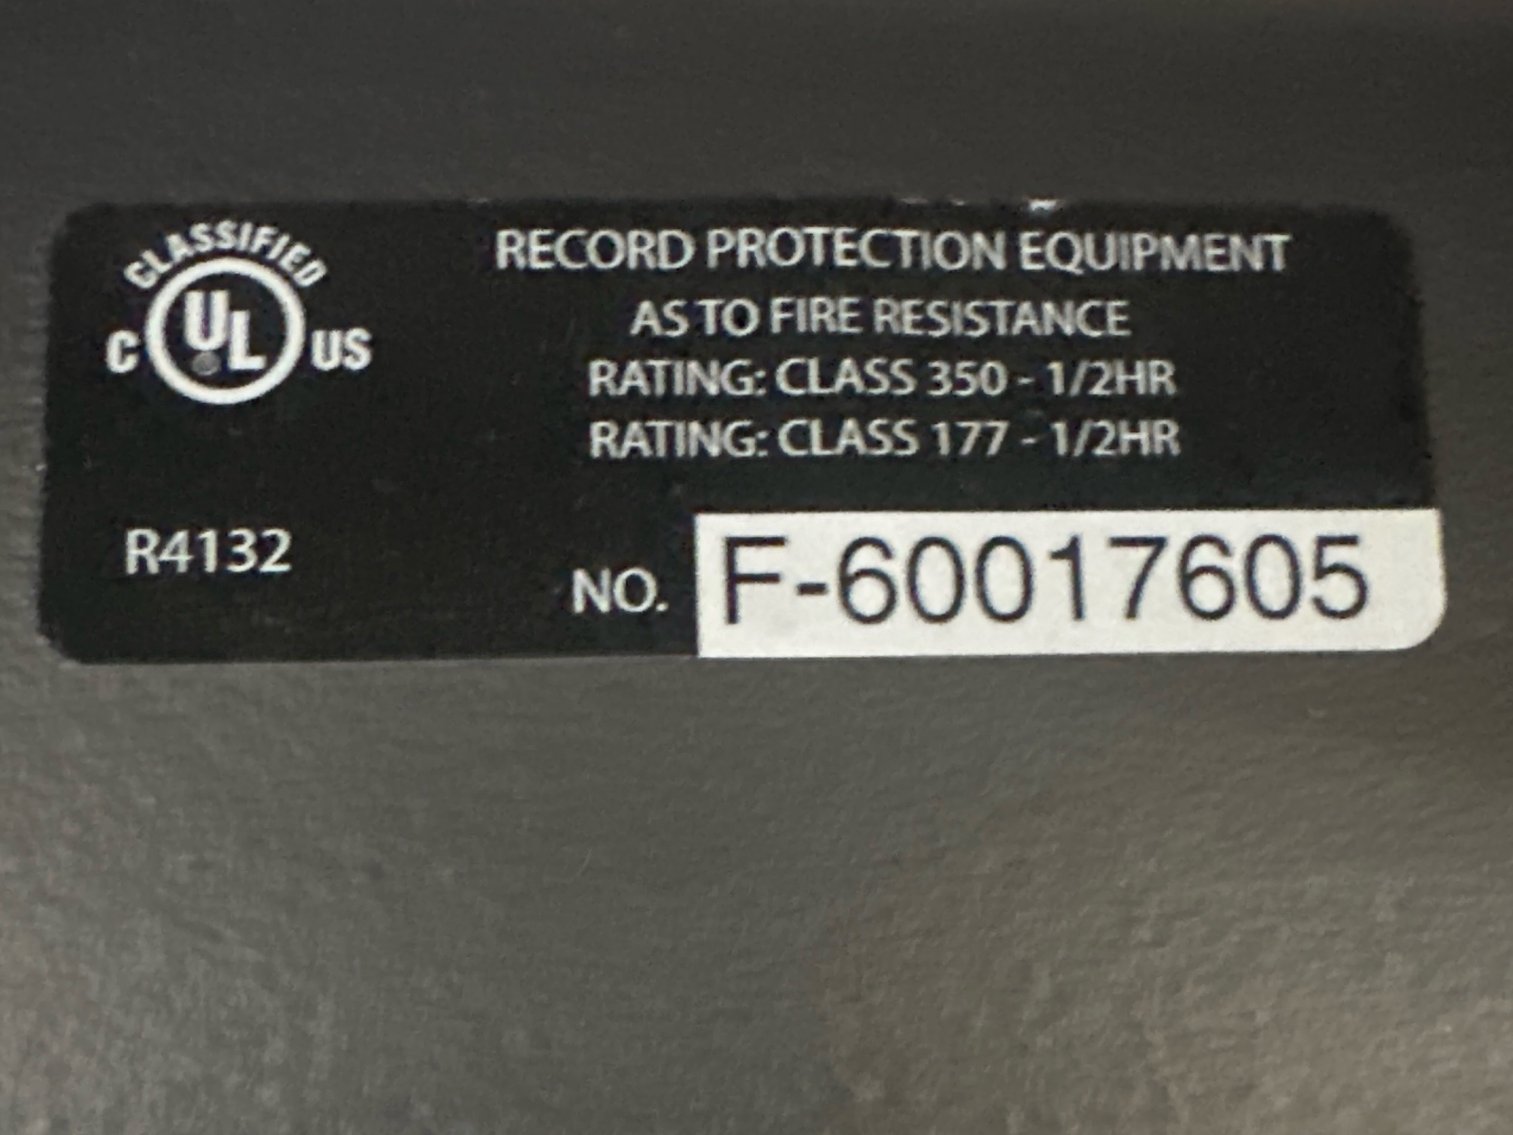 CLASSIFIED
C UL US
RECORD PROTECTION EQUIPMENT
AS TO FIRE RESISTANCE
RATING: CLASS 350 - 1/2HR
RATING: CLASS 177 - 1/2HR
R4132
NO. F-60017605